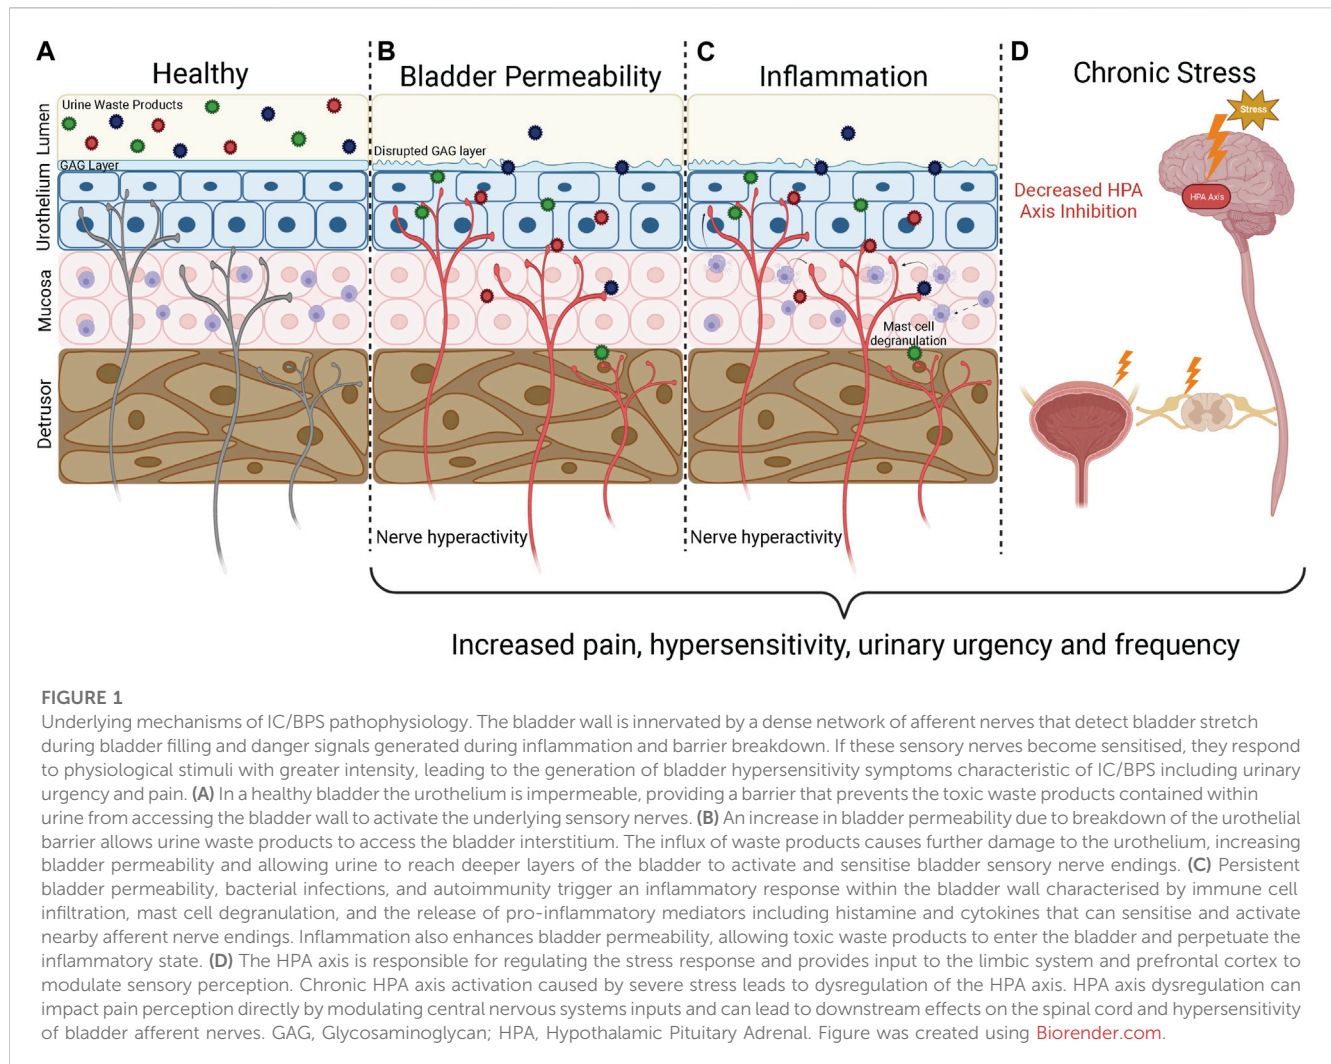 A
Healthy
B
Bladder Permeability
C
Inflammation
D
Chronic Stress
Lumen
Urine Waste Products
GAG Layer
Disrupted GAG layer
Urothelium
Mucosa
Detrusor
Mast cell
degranulation
Nerve hyperactivity
Nerve hyperactivity
Stress
HPA Axis
Decreased HPA
Axis Inhibition
Increased pain, hypersensitivity, urinary urgency and frequency
FIGURE 1
Underlying mechanisms of IC/BPS pathophysiology. The bladder wall is innervated by a dense network of afferent nerves that detect bladder stretch
during bladder filling and danger signals generated during inflammation and barrier breakdown. If these sensory nerves become sensitised, they respond
to physiological stimuli with greater intensity, leading to the generation of bladder hypersensitivity symptoms characteristic of IC/BPS including urinary
urgency and pain. (A) In a healthy bladder the urothelium is impermeable, providing a barrier that prevents the toxic waste products contained within
urine from accessing the bladder wall to activate the underlying sensory nerves. (B) An increase in bladder permeability due to breakdown of the urothelial
barrier allows urine waste products to access the bladder interstitium. The influx of waste products causes further damage to the urothelium, increasing
bladder permeability and allowing urine to reach deeper layers of the bladder to activate and sensitise bladder sensory nerve endings. (C) Persistent
bladder permeability, bacterial infections, and autoimmunity trigger an inflammatory response within the bladder wall characterised by immune cell
infiltration, mast cell degranulation, and the release of pro-inflammatory mediators including histamine and cytokines that can sensitise and activate
nearby afferent nerve endings. Inflammation also enhances bladder permeability, allowing toxic waste products to enter the bladder and perpetuate the
inflammatory state. (D) The HPA axis is responsible for regulating the stress response and provides input to the limbic system and prefrontal cortex to
modulate sensory perception. Chronic HPA axis activation caused by severe stress leads to dysregulation of the HPA axis. HPA axis dysregulation can
impact pain perception directly by modulating central nervous systems inputs and can lead to downstream effects on the spinal cord and hypersensitivity
of bladder afferent nerves. GAG, Glycosaminoglycan; HPA, Hypothalamic Pituitary Adrenal. Figure was created using Biorender.com.